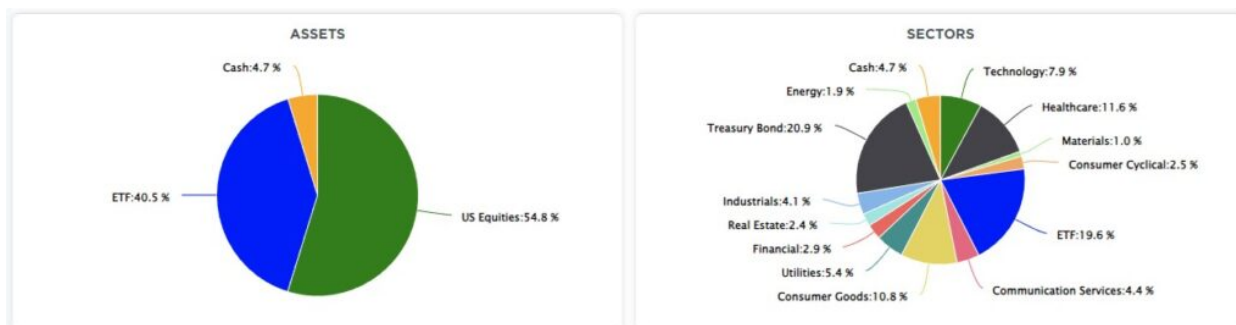 ASSETS
Cash:4.7 %
ETF:40.5 %
US Equities:54.8 %
SECTORS
Cash:4.7 %
Technology:7.9 %
Energy:1.9 %
Healthcare:11.6 %
Treasury Bond:20.9 %
Materials:1.0 %
Consumer Cyclical:2.5 %
Industrials:4.1 %
Real Estate:2.4 %
ETF:19.6 %
Financial:2.9 %
Utilities:5.4 %
Communication Services:4.4 %
Consumer Goods:10.8 %